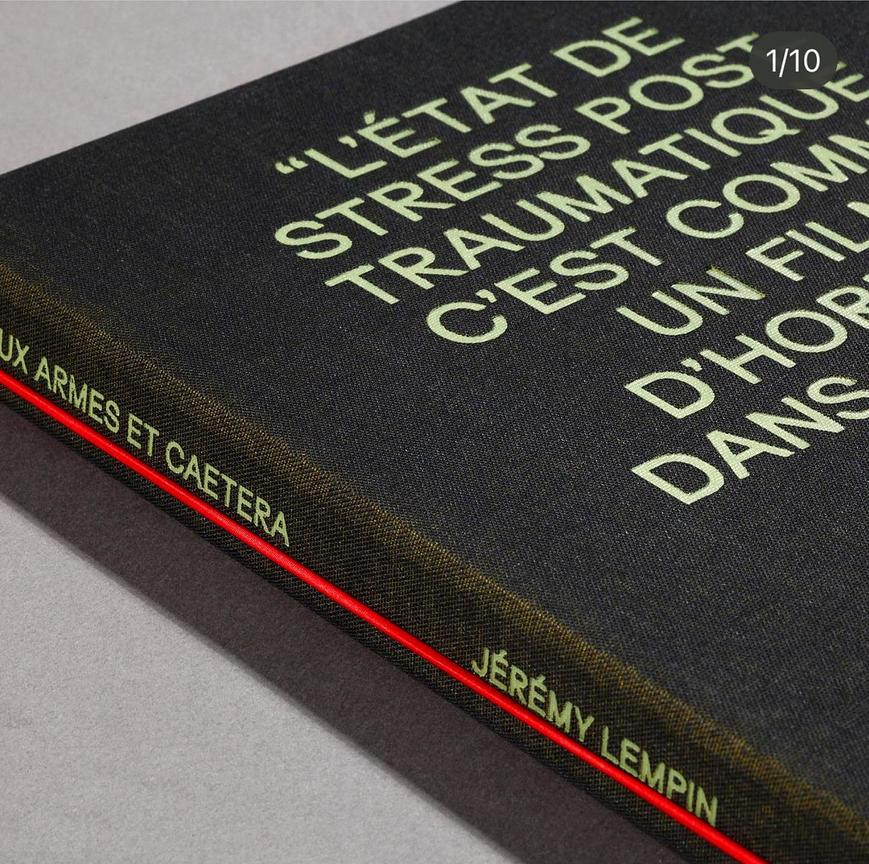 1/10
“L’ÉTAT DE
STRESS POST
TRAUMATIQUE
C’EST
UN
DANS
ARMES ET CAETERA
JÉRÉMY LEMPIN